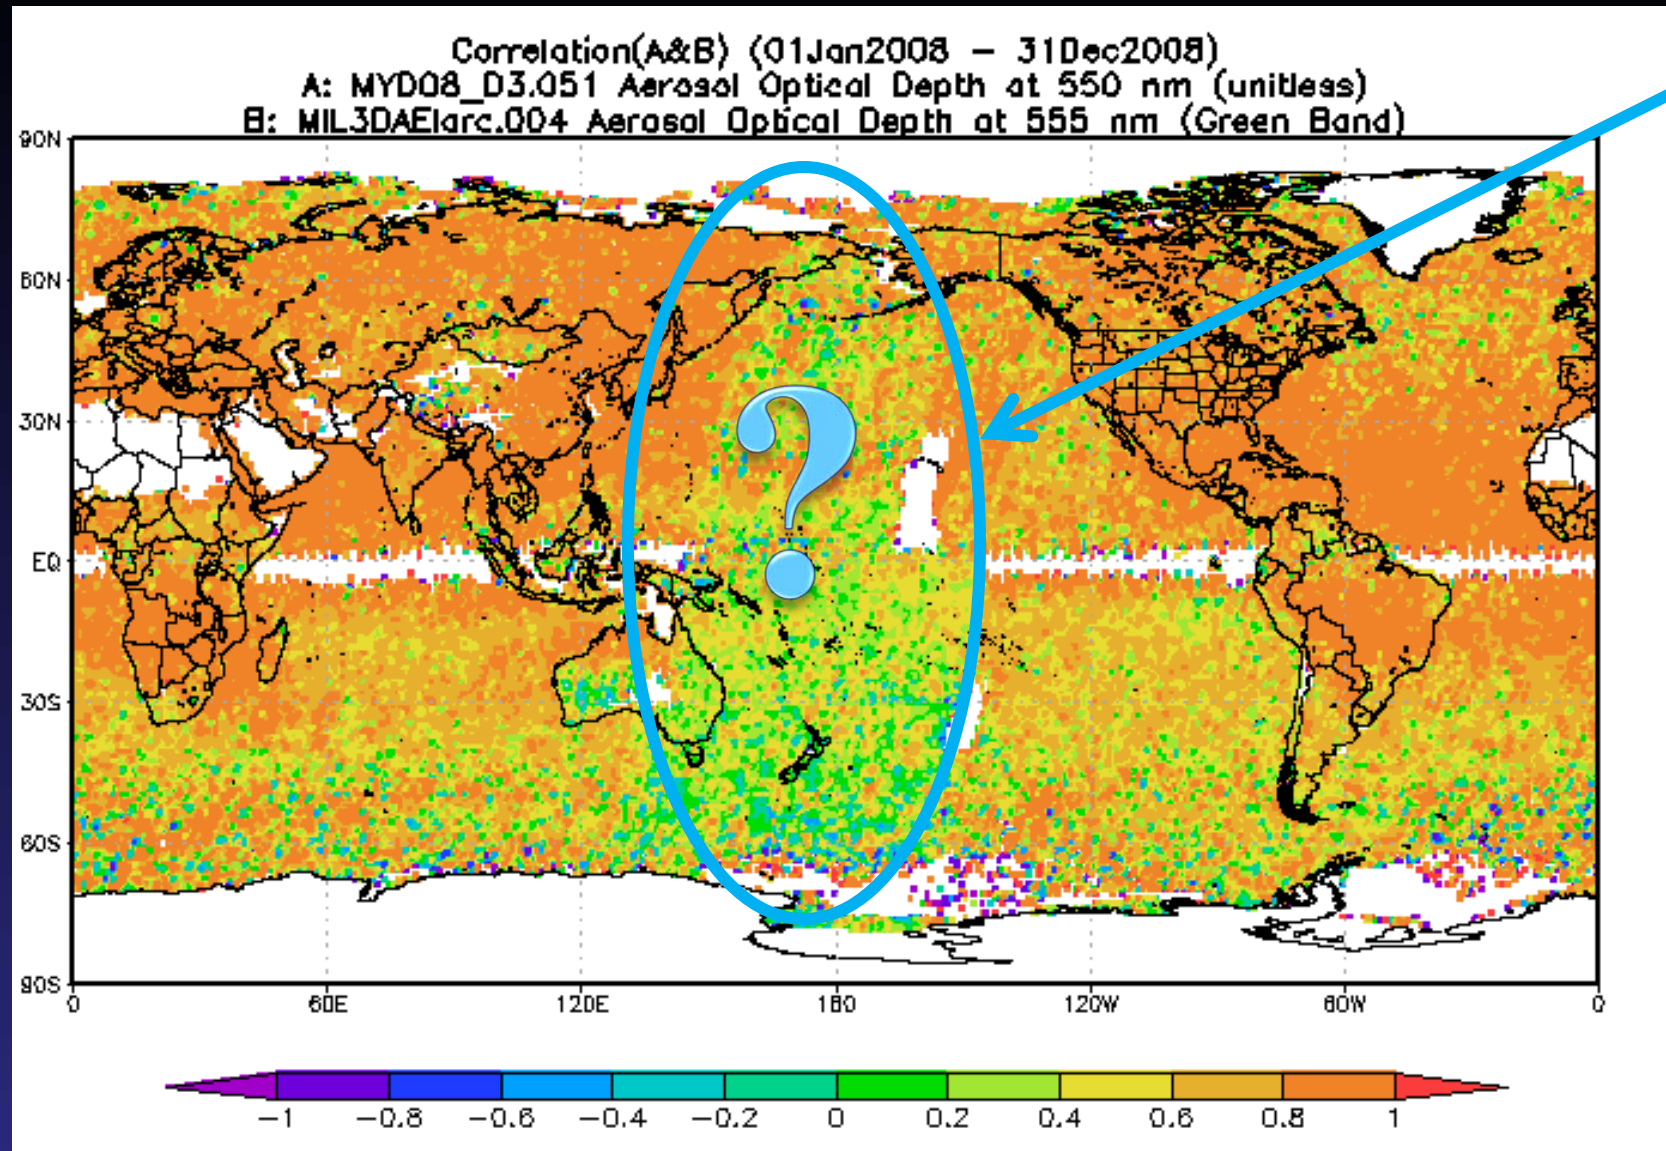 Correlation(A&B) (01Jan2008 - 31Dec2008)
A: MYD08_D3.051 Aerosol Optical Depth at 550 nm (unitless)
B: MIL3DAElarc.004 Aerosol Optical Depth at 555 nm (Green Band)
90N
60N
30N
EQ
30S
60S
90S
?
0 60E 120E 180 120W 60W 0
-1 -0.8 -0.6 -0.4 -0.2 0 0.2 0.4 0.6 0.8 1